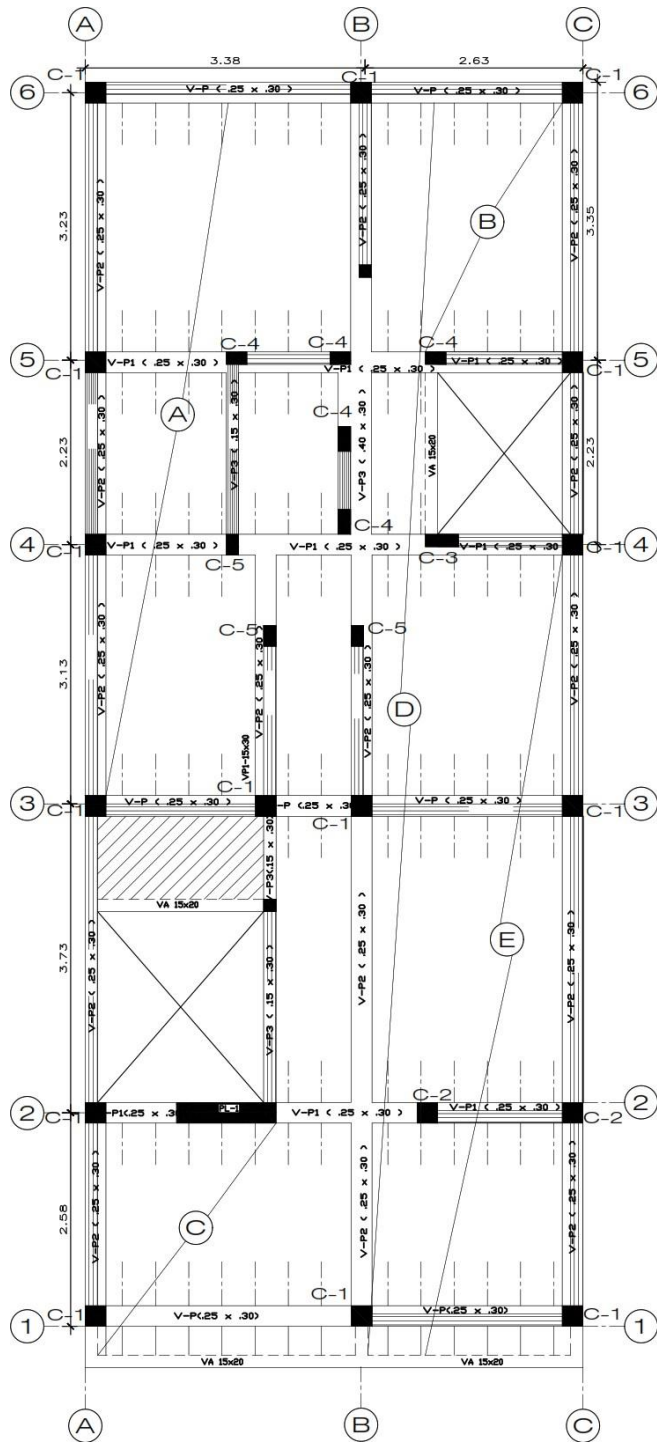 A B C
3.38 2.63
C-1 C-1 C-1
6 V-P ( .25 x .30 ) V-P ( .25 x .30 ) 6
V-P2 ( .25 x .30 )
V-P2 ( .25 x .30 )
V-P2 ( .25 x .30 )
B
3.23 3.35
C-4 C-4 C-4
5 V-P1 ( .25 x .30 ) V-P1 ( .25 x .30 ) 5
C-1 C-1
A
C-4
V-P2 ( .25 x .30 )
V-P3 ( .15 x .30 )
V-P3 ( .40 x .30 )
VA 15x20
V-P2 ( .25 x .30 )
2.23 2.23
C-4
4 V-P1 ( .25 x .30 ) V-P1 ( .25 x .30 ) V-P1 ( .25 x .30 ) 4
C-1 C-5 C-3 C-1
C-5 C-5
V-P2 ( .25 x .30 )
V-P2 ( .25 x .30 )
V-P2 ( .25 x .30 )
V-P2 ( .25 x .30 )
D
3.13
VP1-15x30
C-1
3 V-P ( .25 x .30 ) -P ( .25 x .30 V-P ( .25 x .30 ) 3
C-1 C-1 C-1
V-P3(.15 x .30)
VA 15x20
E
V-P2 ( .25 x .30 )
V-P3 ( .15 x .30 )
V-P2 ( .25 x .30 )
V-P2 ( .25 x .30 )
3.73
C-2
2 -P1(.25 x .30 PL-1 V-P1 ( .25 x .30 ) V-P1 ( .25 x .30 ) 2
C-1 C-2
V-P2 ( .25 x .30 )
V-P2 ( .25 x .30 )
V-P2 ( .25 x .30 )
2.58
C
C-1
C-1 C-1
1 V-P(.25 x .30) V-P(.25 x .30) 1
VA 15x20 VA 15x20
A B C